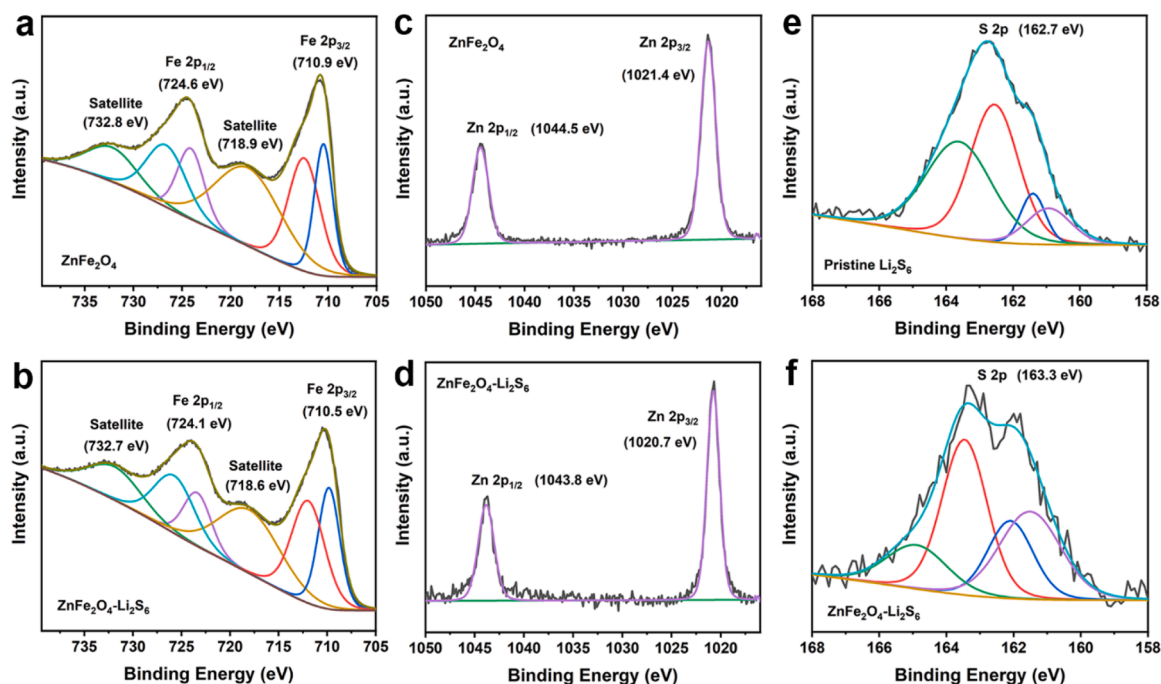 a
Intensity (a.u.)
Fe 2p3/2
(710.9 eV)
Fe 2p1/2
(724.6 eV)
Satellite
(732.8 eV)
Satellite
(718.9 eV)
ZnFe2O4
735 730 725 720 715 710 705
Binding Energy (eV)
c
Intensity (a.u.)
ZnFe2O4
Zn 2p3/2
(1021.4 eV)
Zn 2p1/2 (1044.5 eV)
1050 1045 1040 1035 1030 1025 1020
Binding Energy (eV)
e
Intensity (a.u.)
S 2p (162.7 eV)
Pristine Li2S6
168 166 164 162 160 158
Binding Energy (eV)
b
Intensity (a.u.)
Fe 2p3/2
(710.5 eV)
Fe 2p1/2
(724.1 eV)
Satellite
(732.7 eV)
Satellite
(718.6 eV)
ZnFe2O4-Li2S6
735 730 725 720 715 710 705
Binding Energy (eV)
d
Intensity (a.u.)
ZnFe2O4-Li2S6
Zn 2p3/2
(1020.7 eV)
Zn 2p1/2 (1043.8 eV)
1050 1045 1040 1035 1030 1025 1020
Binding Energy (eV)
f
Intensity (a.u.)
S 2p (163.3 eV)
ZnFe2O4-Li2S6
168 166 164 162 160 158
Binding Energy (eV)